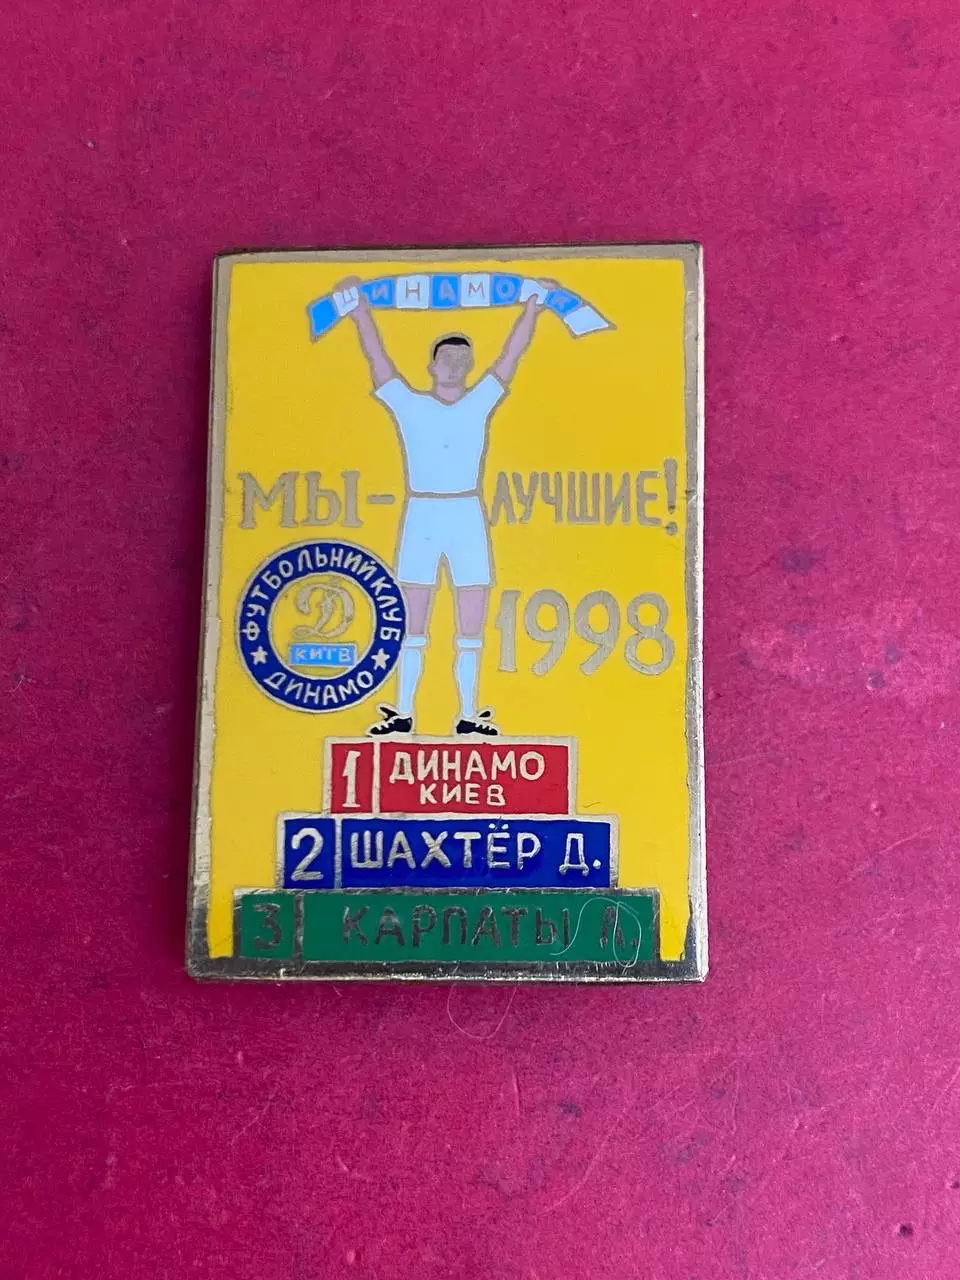 ДИНАМО К
МЫ - ЛУЧШИЕ!
ФУТБОЛЬНИЙ КЛУБ
Д
КИЇВ
★ ДИНАМО ★
1998
1 ДИНАМО
КИЕВ
2 ШАХТЁР Д.
3 КАРПАТЫ Л.